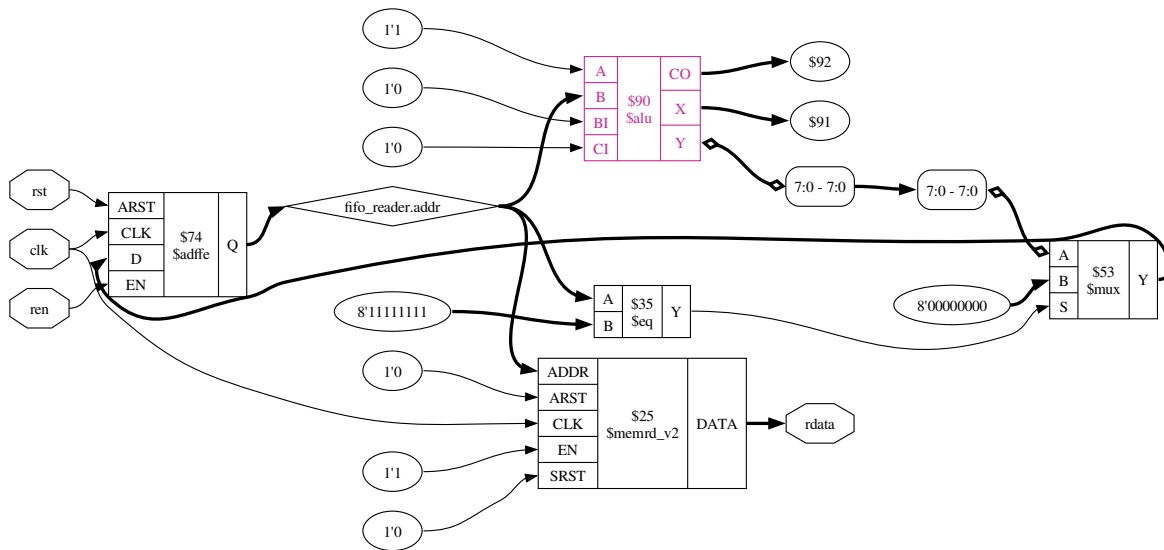 rst
clk
ren
ARST
CLK
D
EN
$74
$adffe
Q
fifo_reader.addr
1'1
1'0
1'0
A
B
BI
CI
$90
$alu
CO
X
Y
$92
$91
7:0 - 7:0
7:0 - 7:0
8'11111111
A
B
$35
$eq
Y
8'00000000
A
B
S
$53
$mux
Y
1'0
1'1
1'0
ADDR
ARST
CLK
EN
SRST
$25
$memrd_v2
DATA
rdata